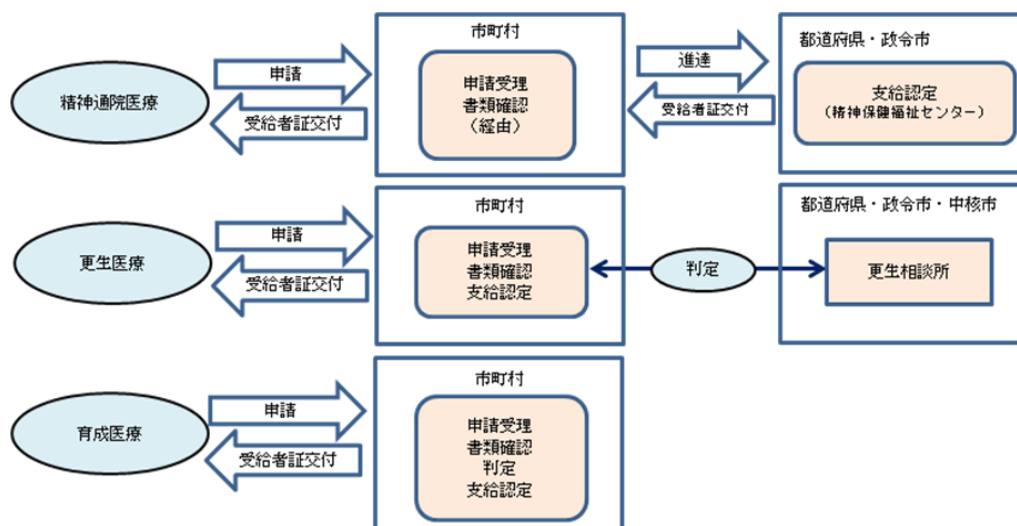 精神通院医療
申請
受給者証交付
市町村
申請受理
書類確認
（経由）
進達
受給者証交付
都道府県・政令市
支給認定
（精神保健福祉センター）
更生医療
申請
受給者証交付
市町村
申請受理
書類確認
支給認定
判定
都道府県・政令市・中核市
更生相談所
育成医療
申請
受給者証交付
市町村
申請受理
書類確認
判定
支給認定